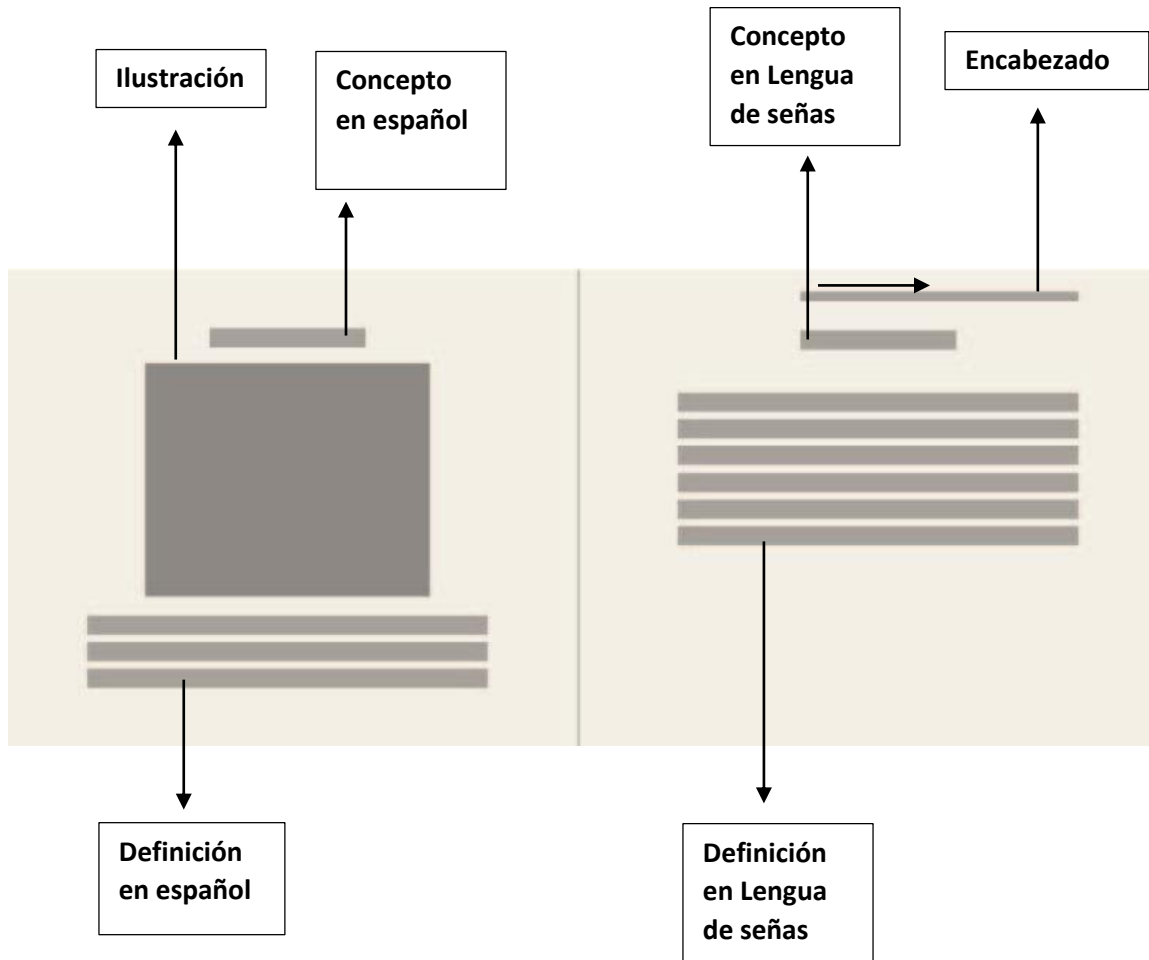 Ilustración
Concepto
en español
Concepto
en Lengua
de señas
Encabezado
Definición
en español
Definición
en Lengua
de señas